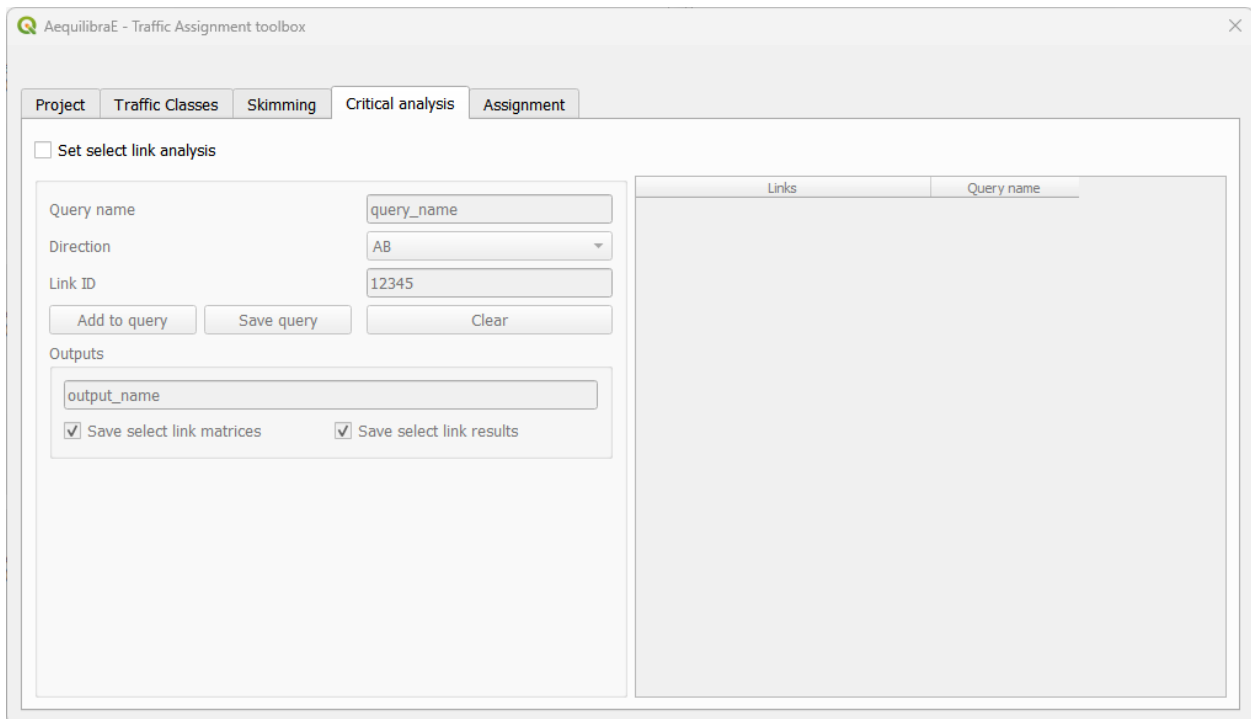 AequilibraE - Traffic Assignment toolbox
Project Traffic Classes Skimming Critical analysis Assignment
Set select link analysis
Query name query_name
Direction AB
Link ID 12345
Add to query Save query Clear
Outputs
output_name
Save select link matrices Save select link results
Links Query name